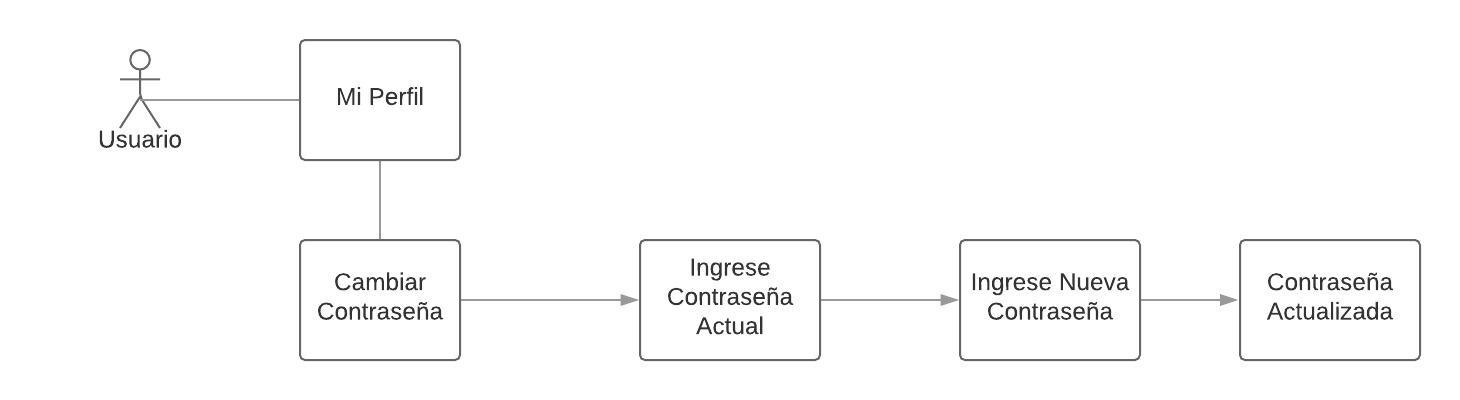 Mi Perfil
Usuario
Cambiar
Contraseña
Ingrese
Contraseña
Actual
Ingrese Nueva
Contraseña
Contraseña
Actualizada